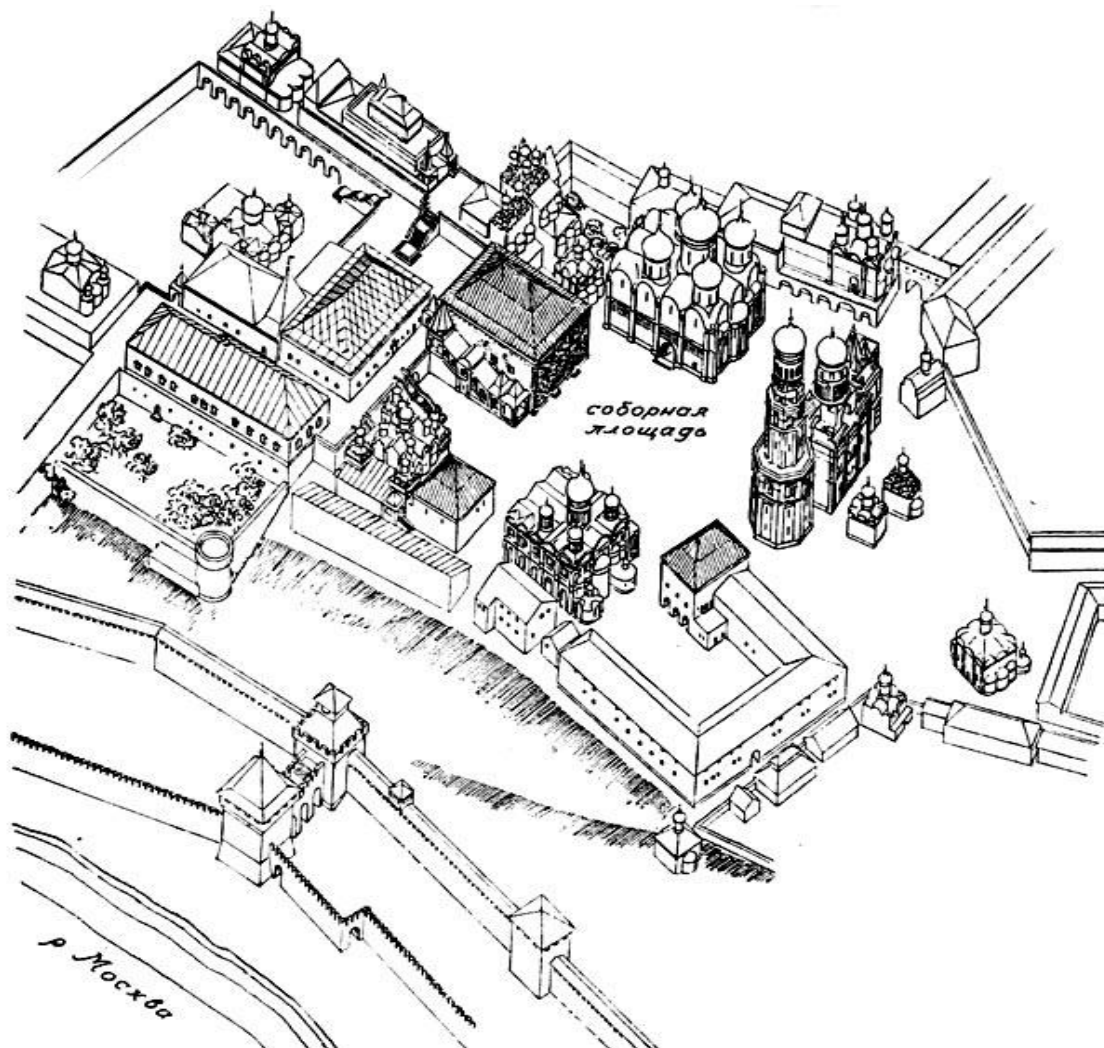 соборная
площадь
р Москва